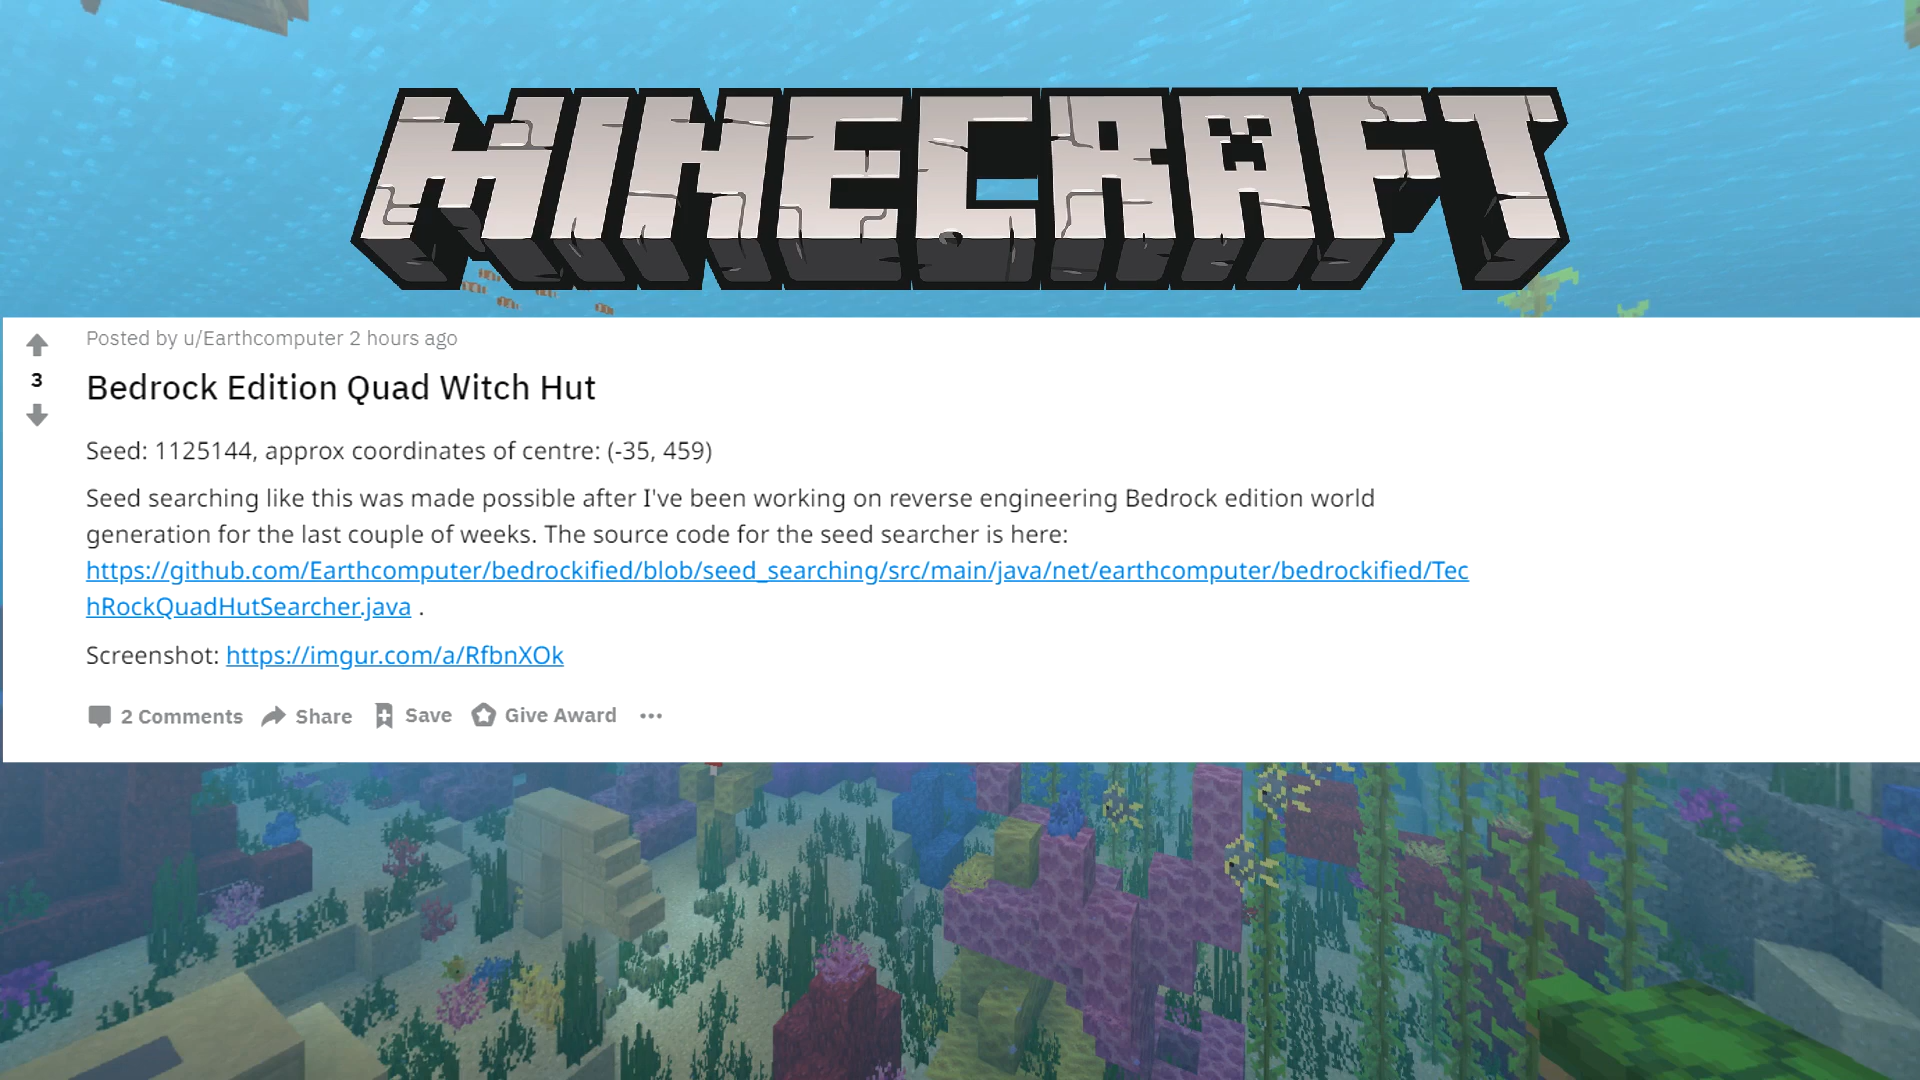 MINECRAFT
Posted by u/Earthcomputer 2 hours ago
3
Bedrock Edition Quad Witch Hut
Seed: 1125144, approx coordinates of centre: (-35, 459)
Seed searching like this was made possible after I've been working on reverse engineering Bedrock edition world
generation for the last couple of weeks. The source code for the seed searcher is here:
https://github.com/Earthcomputer/bedrockified/blob/seed_searching/src/main/java/net/earthcomputer/bedrockified/Tec
hRockQuadHutSearcher.java .
Screenshot: https://imgur.com/a/RfbnXOk
2 Comments Share Save Give Award ...